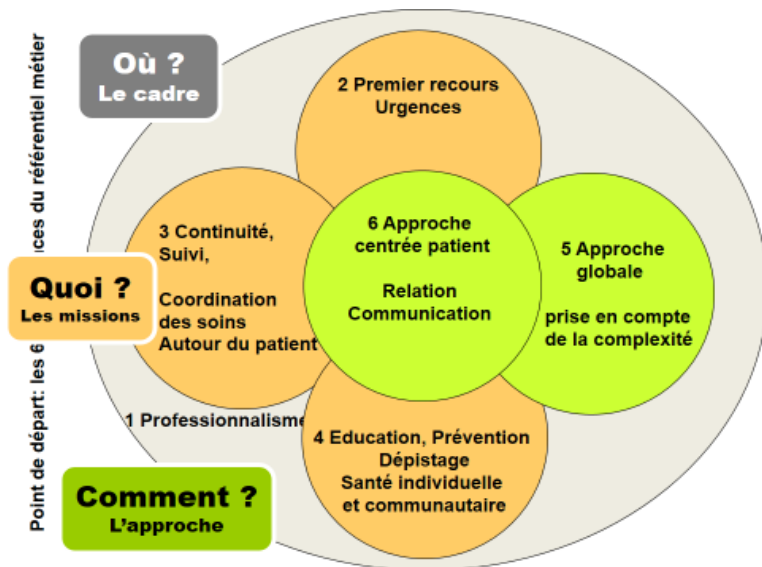 Où ?
Le cadre
2 Premier recours
Urgences
3 Continuité,
Suivi,
Coordination
des soins
Autour du patient
6 Approche
centrée patient
Relation
Communication
5 Approche
globale
prise en compte
de la complexité
Quoi ?
Les missions
1 Professionnalisme
4 Education, Prévention
Dépistage
Santé individuelle
et communautaire
Comment ?
L'approche
Point de départ: les 6 nces du référentiel métier